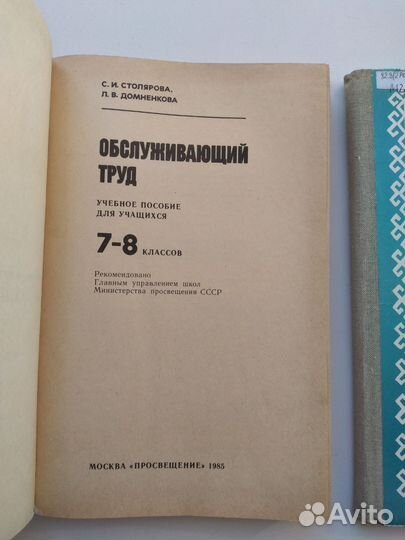 С. И. СТОЛЯРОВА,
Л. В. ДОМНЕНКОВА
ОБСЛУЖИВАЮЩИЙ
ТРУД
УЧЕБНОЕ ПОСОБИЕ
ДЛЯ УЧАЩИХСЯ
7–8 КЛАССОВ
Рекомендовано
Главным управлением школ
Министерства просвещения СССР
МОСКВА «ПРОСВЕЩЕНИЕ» 1985
Avito